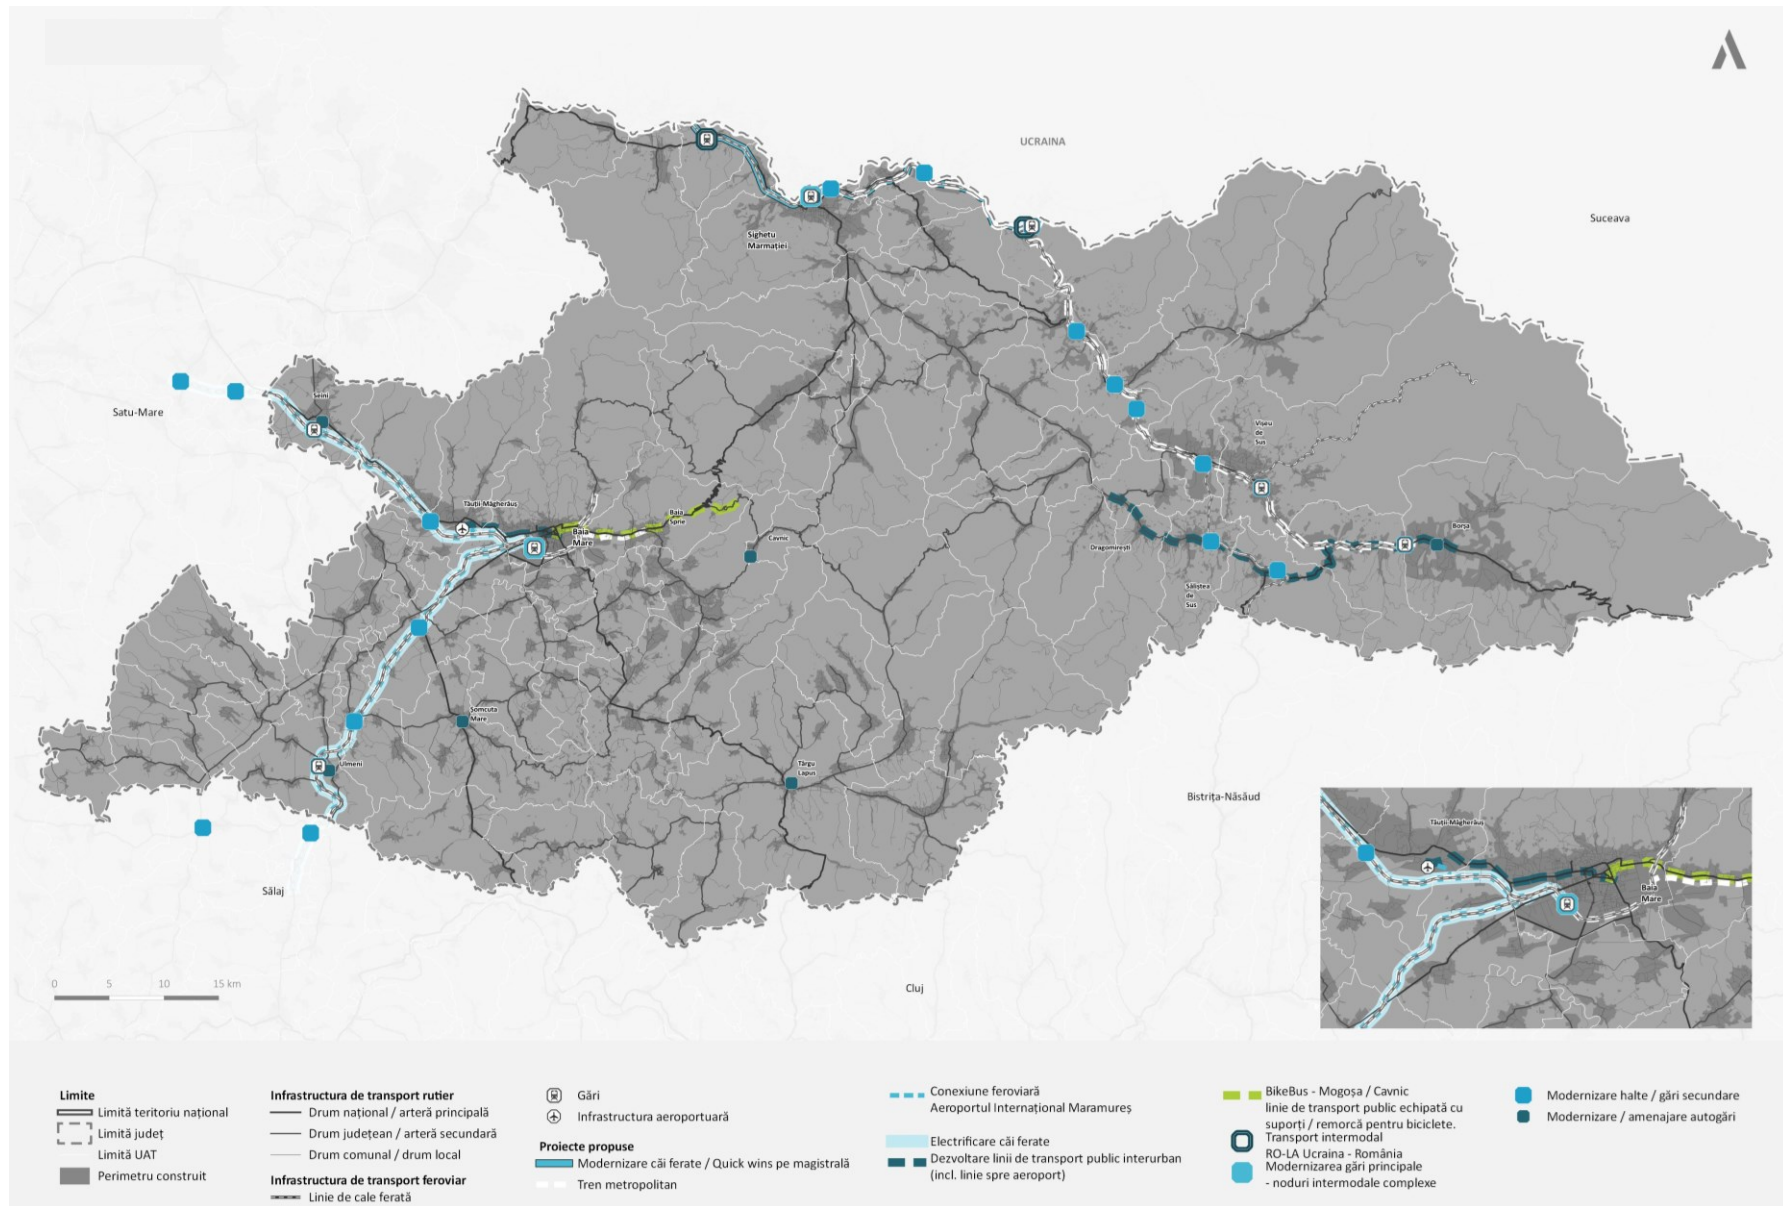 UCRAINA
Suceava
Sighetu
Marmației
Satu-Mare
Seini
Vișeu
de
Sus
Tăuții-Măgherăuș
Baia
Sprie
Baia
Mare
Cavnic
Borșa
Dragomirești
Săliștea
de
Sus
Șomcuta
Mare
Ulmeni
Târgu
Lăpuș
Bistrița-Năsăud
Sălaj
Cluj
Tăuții-Măgherăuș
Baia
Mare
0 5 10 15 km
Limite
Limită teritoriu național
Limită județ
Limită UAT
Perimetru construit
Infrastructura de transport rutier
Drum național / arteră principală
Drum județean / arteră secundară
Drum comunal / drum local
Infrastructura de transport feroviar
Linie de cale ferată
Gări
Infrastructura aeroportuară
Proiecte propuse
Modernizare căi ferate / Quick wins pe magistrală
Tren metropolitan
Conexiune feroviară
Aeroportul Internațional Maramureș
Electrificare căi ferate
Dezvoltare linii de transport public interurban
(incl. linie spre aeroport)
BikeBus - Mogoșa / Cavnic
linie de transport public echipată cu
suporți / remorcă pentru biciclete.
Transport intermodal
RO-LA Ucraina - România
Modernizarea gări principale
- noduri intermodale complexe
Modernizare halte / gări secundare
Modernizare / amenajare autogări